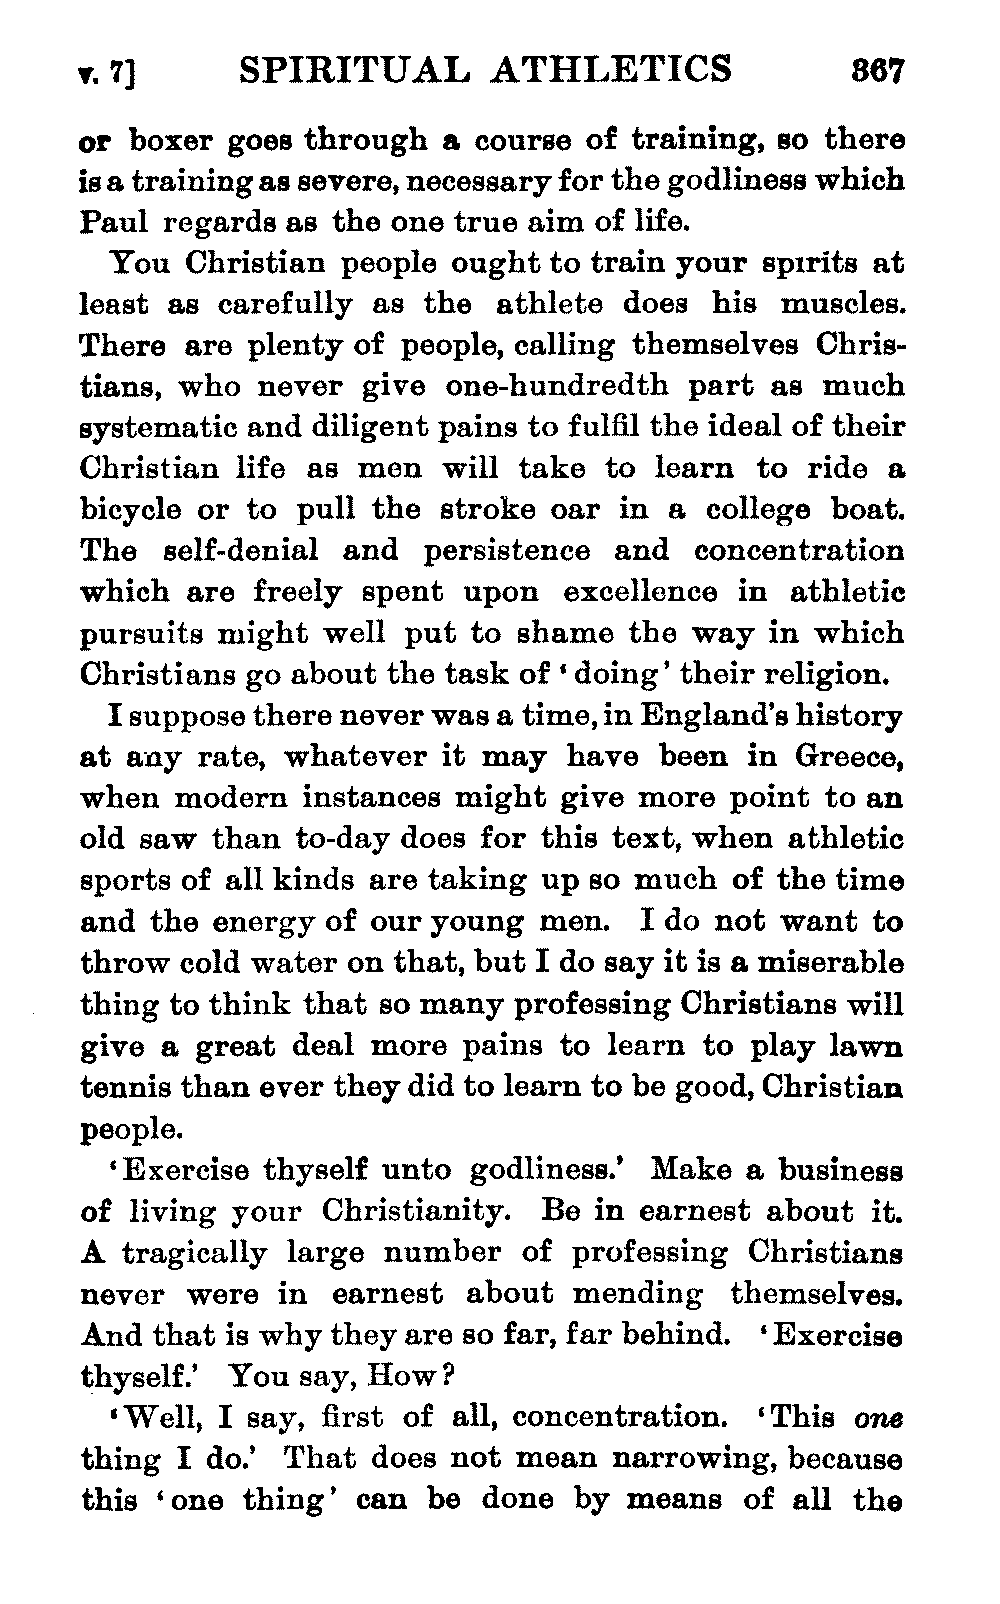 v. 7] SPIRITUAL ATHLETICS 367
or boxer goes through a course of training, so there
is a training as severe, necessary for the godliness which
Paul regards as the one true aim of life.
You Christian people ought to train your spirits at
least as carefully as the athlete does his muscles.
There are plenty of people, calling themselves Chris-
tians, who never give one-hundredth part as much
systematic and diligent pains to fulfil the ideal of their
Christian life as men will take to learn to ride a
bicycle or to pull the stroke oar in a college boat.
The self-denial and persistence and concentration
which are freely spent upon excellence in athletic
pursuits might well put to shame the way in which
Christians go about the task of ‘doing’ their religion.
I suppose there never was a time, in England’s history
at any rate, whatever it may have been in Greece,
when modern instances might give more point to an
old saw than to-day does for this text, when athletic
sports of all kinds are taking up so much of the time
and the energy of our young men. I do not want to
throw cold water on that, but I do say it is a miserable
thing to think that so many professing Christians will
give a great deal more pains to learn to play lawn
tennis than ever they did to learn to be good, Christian
people.
‘Exercise thyself unto godliness.’ Make a business
of living your Christianity. Be in earnest about it.
A tragically large number of professing Christians
never were in earnest about mending themselves.
And that is why they are so far, far behind. ‘Exercise
thyself.’ You say, How?
‘Well, I say, first of all, concentration. ‘This one
thing I do.’ That does not mean narrowing, because
this ‘one thing’ can be done by means of all the